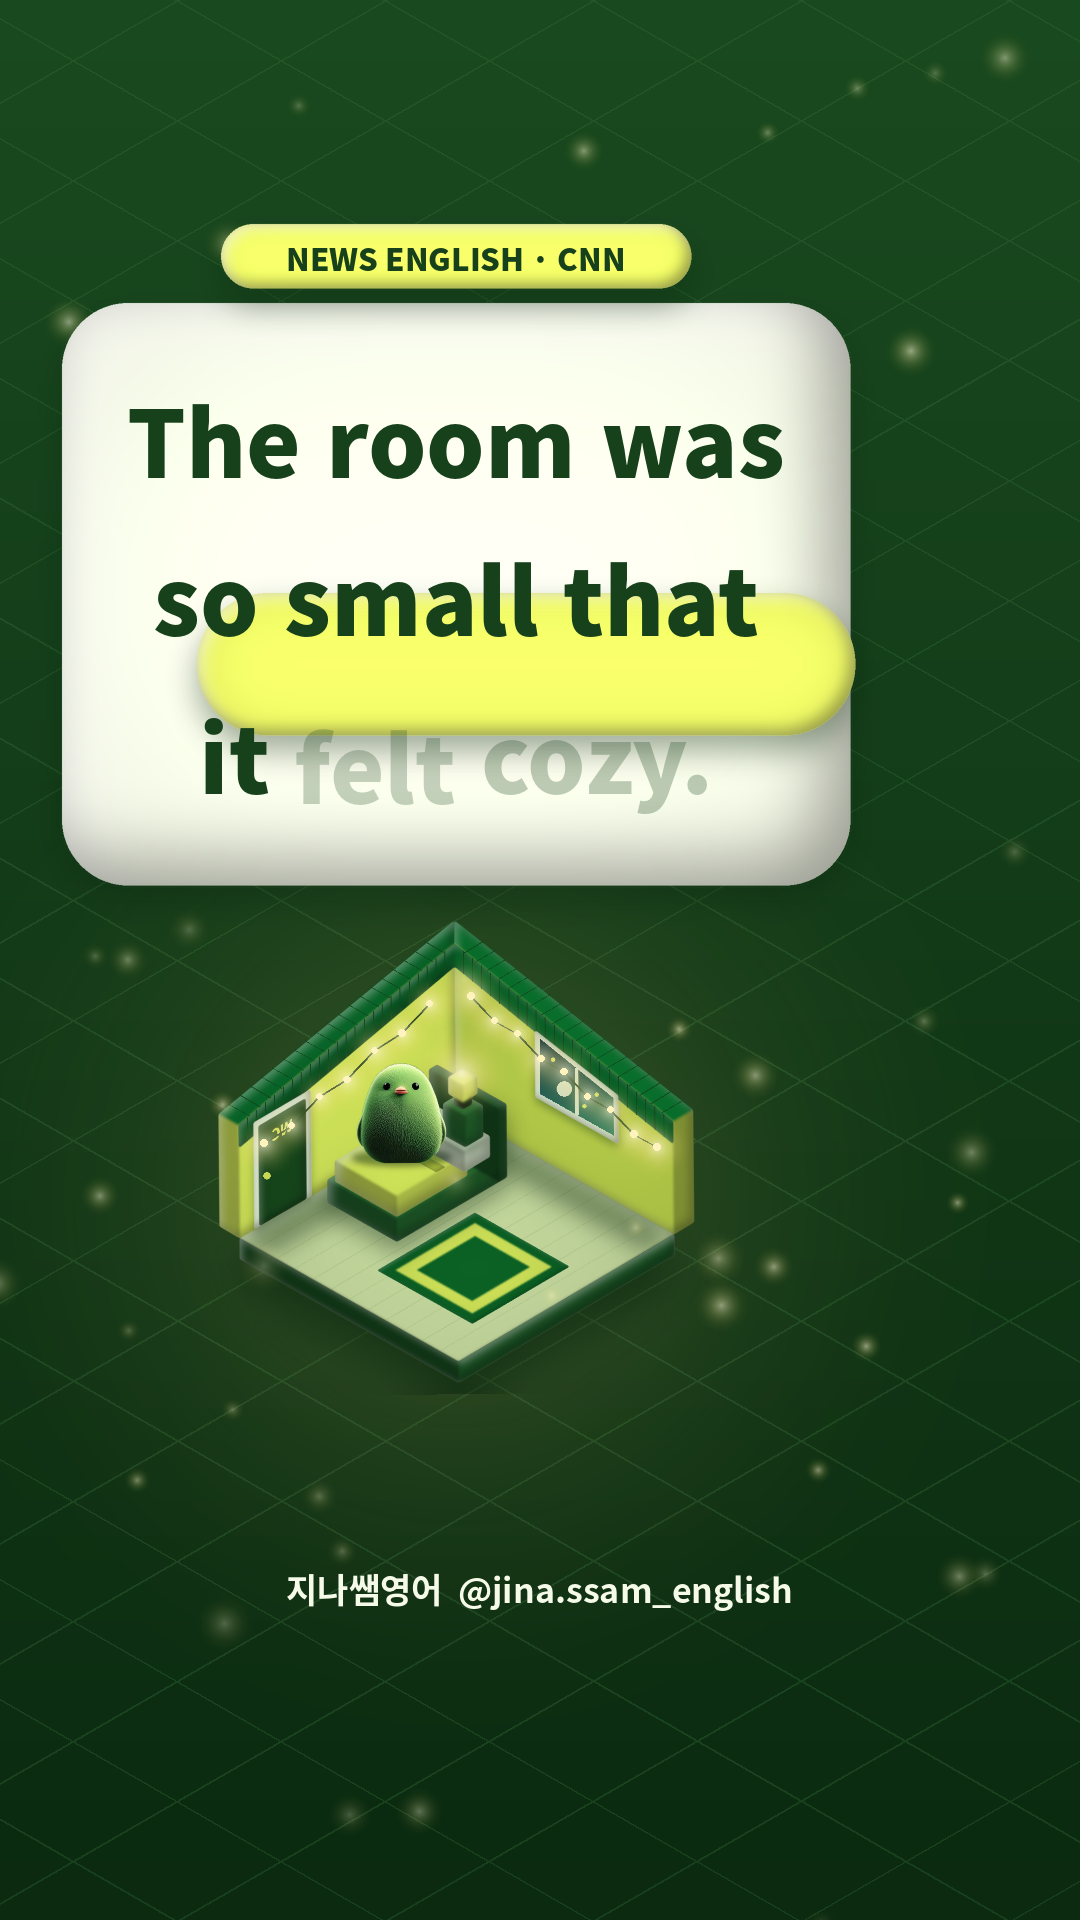 NEWS ENGLISH · CNN
The room was
so small that
it felt cozy.
지나쌤영어 @jina.ssam_english